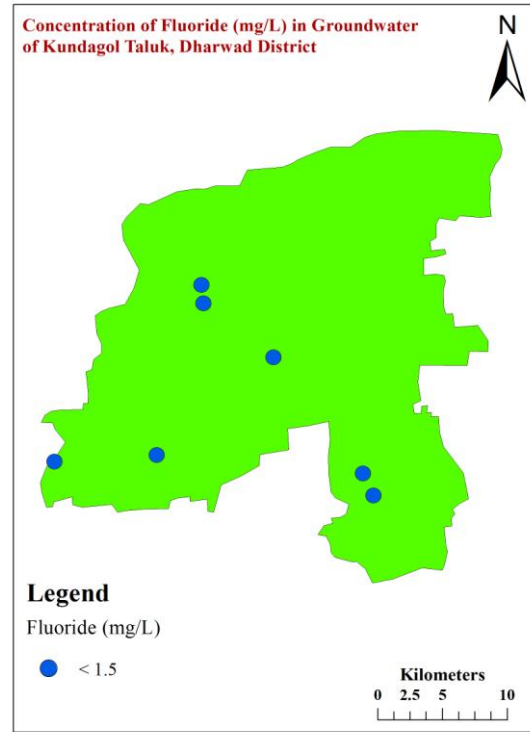 Concentration of Fluoride (mg/L) in Groundwater
of Kundagol Taluk, Dharwad District
N
Legend
Fluoride (mg/L)
< 1.5
Kilometers
0 2.5 5 10